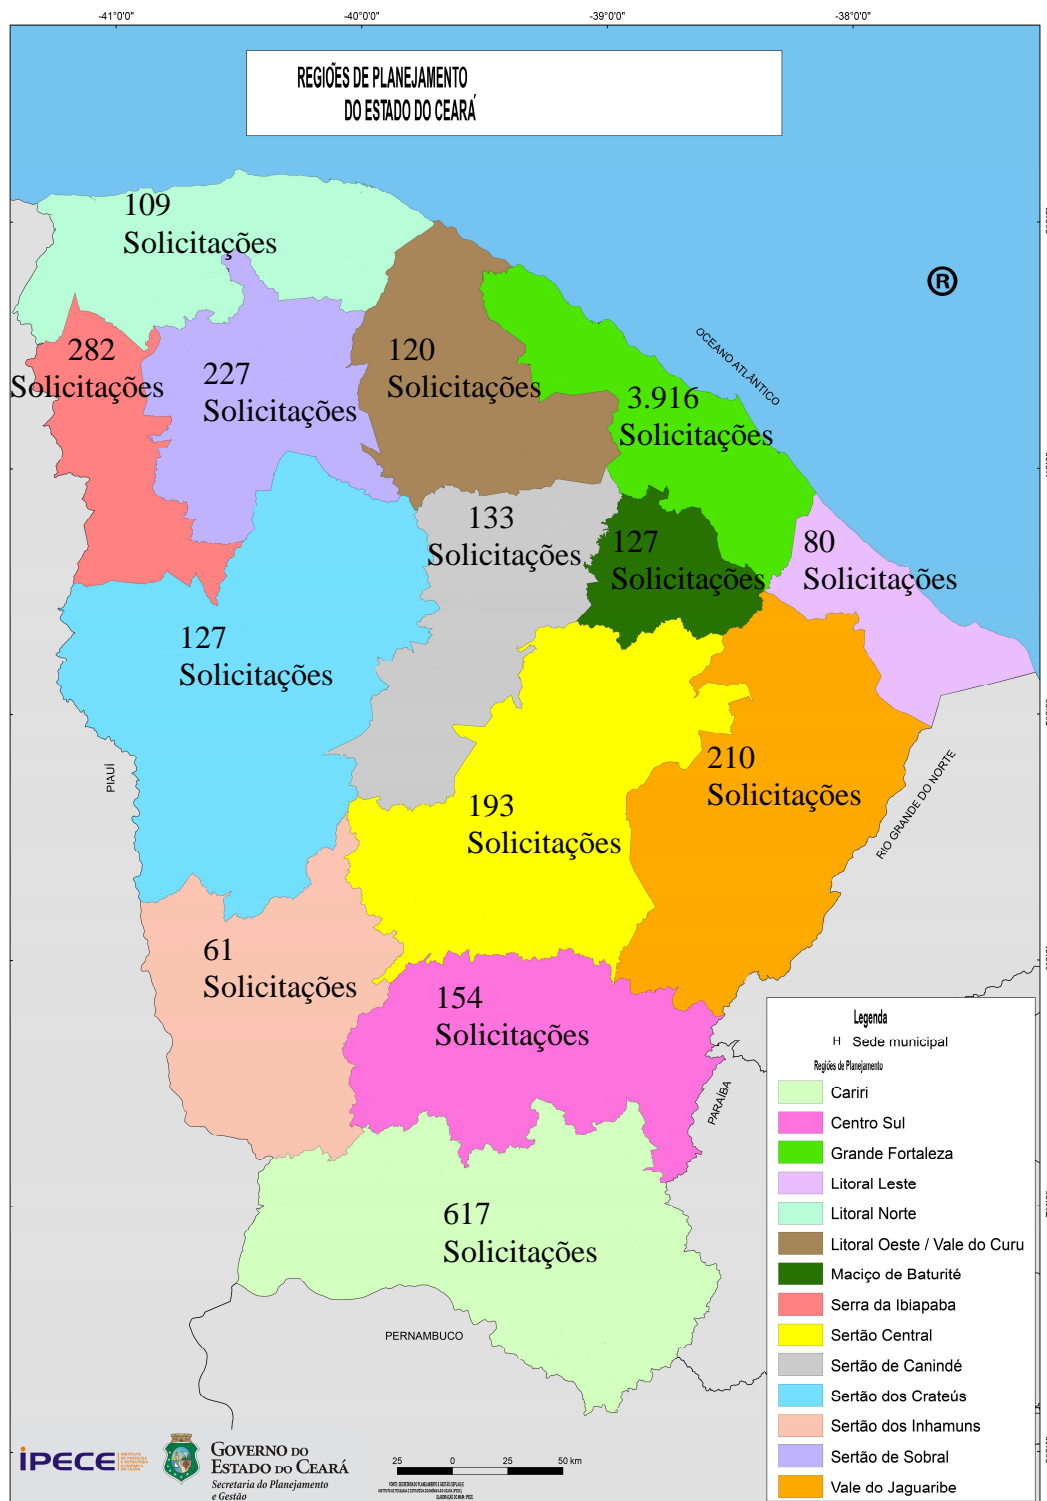 -41°0'0"
-40°0'0"
-39°0'0"
-38°0'0"
REGIÕES DE PLANEJAMENTO
DO ESTADO DO CEARÁ
109
Solicitações
®
282
Solicitações
227
Solicitações
120
Solicitações
OCEANO ATLÂNTICO
3.916
Solicitações
133
Solicitações
127
Solicitações
80
Solicitações
127
Solicitações
PIAUÍ
210
Solicitações
RIO GRANDE DO NORTE
193
Solicitações
61
Solicitações
154
Solicitações
PARAÍBA
617
Solicitações
PERNAMBUCO
Legenda
H Sede municipal
Regiões de Planejamento
Cariri
Centro Sul
Grande Fortaleza
Litoral Leste
Litoral Norte
Litoral Oeste / Vale do Curu
Maciço de Baturité
Serra da Ibiapaba
Sertão Central
Sertão de Canindé
Sertão dos Crateús
Sertão dos Inhamuns
Sertão de Sobral
Vale do Jaguaribe
IPECE
GOVERNO DO
ESTADO DO CEARÁ
Secretaria do Planejamento
e Gestão
25 0 25 50 km